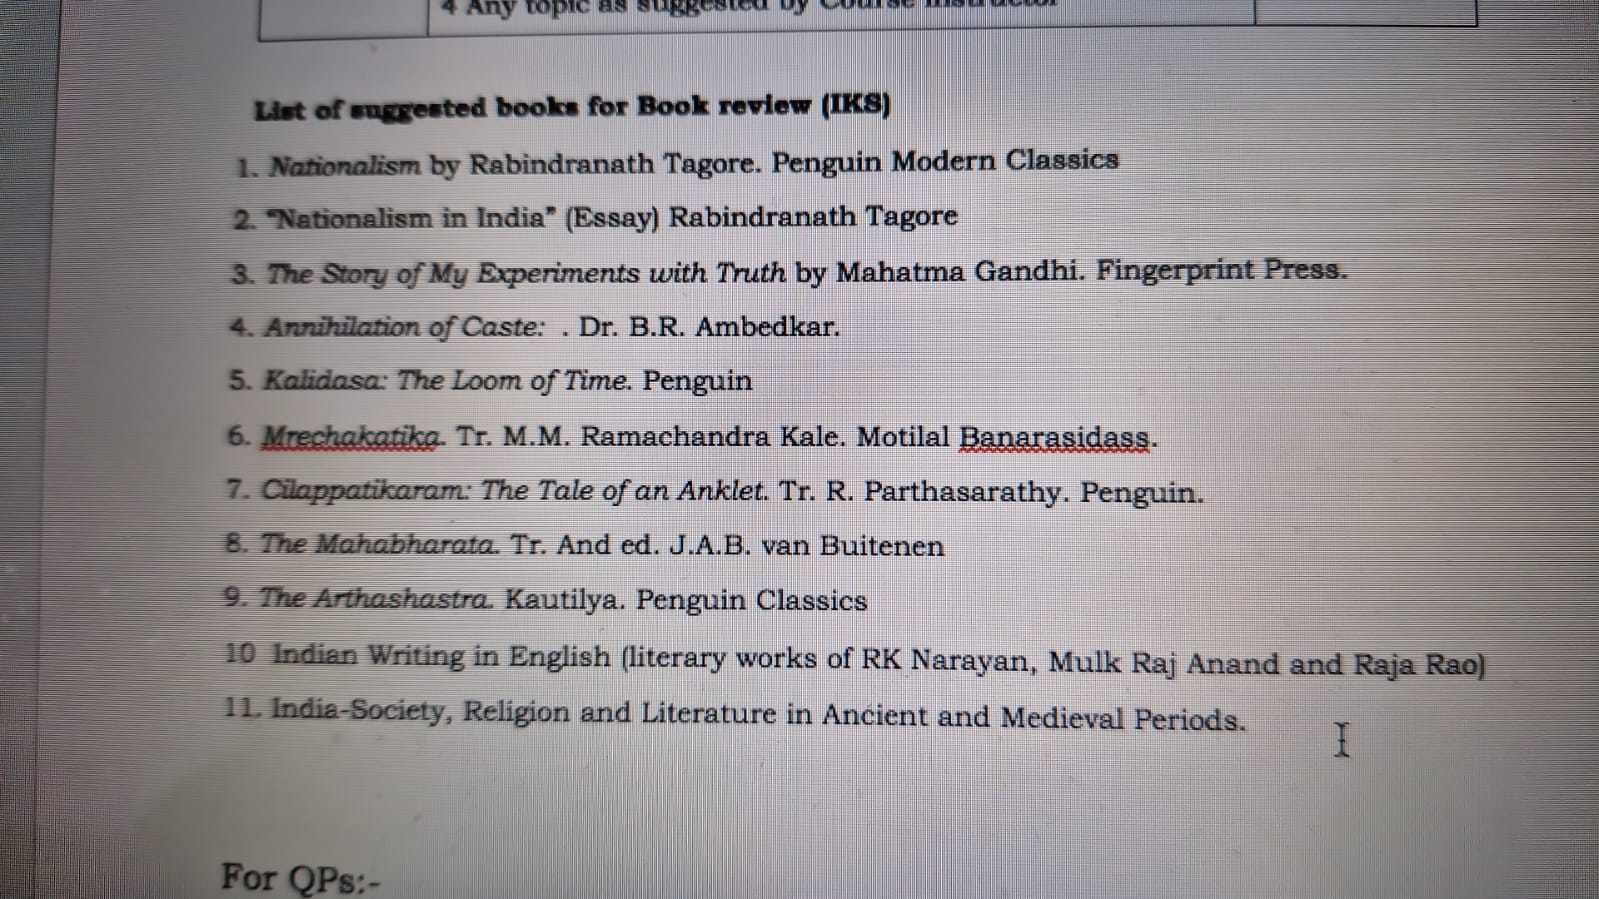 4 Any topic as suggested by Course Instructor
List of suggested books for Book review (IKS)
1. Nationalism by Rabindranath Tagore. Penguin Modern Classics
2. “Nationalism in India” (Essay) Rabindranath Tagore
3. The Story of My Experiments with Truth by Mahatma Gandhi. Fingerprint Press.
4. Annihilation of Caste: . Dr. B.R. Ambedkar.
5. Kalidasa: The Loom of Time. Penguin
6. Mrechakatika. Tr. M.M. Ramachandra Kale. Motilal Banarasidass.
7. Cilappatikaram: The Tale of an Anklet. Tr. R. Parthasarathy. Penguin.
8. The Mahabharata. Tr. And ed. J.A.B. van Buitenen
9. The Arthashastra. Kautilya. Penguin Classics
10 Indian Writing in English (literary works of RK Narayan, Mulk Raj Anand and Raja Rao)
11. India-Society, Religion and Literature in Ancient and Medieval Periods.
For QPs:-